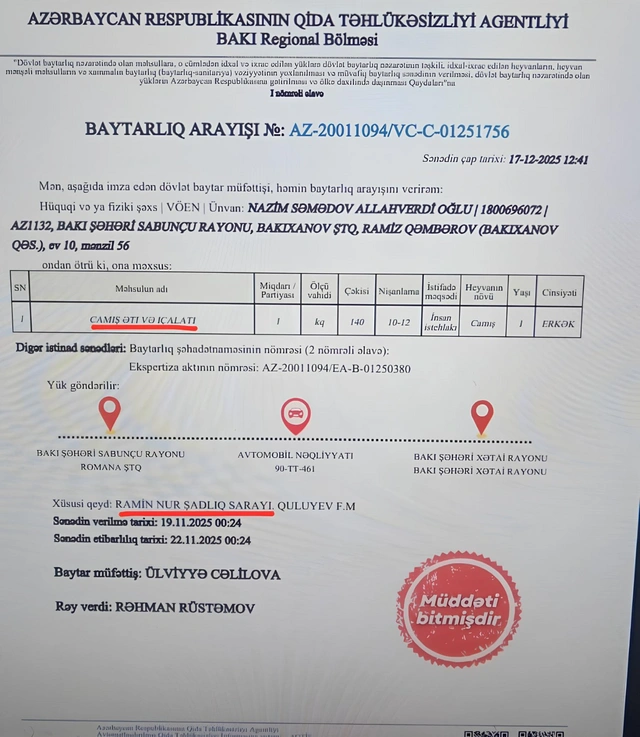 AZƏRBAYCAN RESPUBLİKASININ QİDA TƏHLÜKƏSİZLİYİ AGENTLİYİ
BAKI Regional Bölməsi
"Dövlət baytarlıq nəzarətində olan məhsullara, o cümlədən idxal və ixrac edilən yüklərə dövlət baytarlıq nəzarətinin təşkili, idxal-ixrac edilən heyvanların, heyvan
mənşəli məhsulların və xammalın baytarlıq (baytarlıq-sanitariya) vəziyyətinin yoxlanılması və müvafiq baytarlıq sənədinin verilməsi, dövlət baytarlıq nəzarətində olan
yüklərin Azərbaycan Respublikasına gətirilməsi və ölkə daxilində daşınması Qaydaları"na
1 nömrəli əlavə
BAYTARLIQ ARAYIŞI №: AZ-20011094/VC-C-01251756
Sənədin çap tarixi: 17-12-2025 12:41
Mən, aşağıda imza edən dövlət baytar müfəttişi, həmin baytarlıq arayışını verirəm:
Hüquqi və ya fiziki şəxs | VÖEN | Ünvan: NAZİM SƏMƏDOV ALLAHVERDİ OĞLU | 1800696072 |
AZ1132, BAKI ŞƏHƏRİ SABUNÇU RAYONU, BAKIXANOV ŞTQ, RAMİZ QƏMBƏROV (BAKIXANOV
QƏS.), ev 10, mənzil 56
ondan ötrü ki, ona məxsus:
SN Məhsulun adı Miqdarı / Partiyası Ölçü vahidi Çəkisi Nişanlama İstifadə məqsədi Heyvanın növü Yaşı Cinsiyəti
1 CAMIŞ ƏTİ VƏ İÇALATI 1 kq 140 10-12 İnsan istehlakı Camış 1 ERKƏK
Digər istinad sənədləri: Baytarlıq şəhadətnaməsinin nömrəsi (2 nömrəli əlavə):
Ekspertiza aktının nömrəsi: AZ-20011094/EA-B-01250380
Yük göndərilir:
BAKI ŞƏHƏRİ SABUNÇU RAYONU AVTOMOBİL NƏQLİYYATI BAKI ŞƏHƏRİ XƏTAİ RAYONU
ROMANA ŞTQ 90-TT-461 BAKI ŞƏHƏRİ XƏTAİ RAYONU
Xüsusi qeyd: RAMİN NUR ŞADLIQ SARAYI, QULUYEV F.M
Sənədin verilmə tarixi: 19.11.2025 00:24
Sənədin etibarlılıq tarixi: 22.11.2025 00:24
Baytar müfəttiş: ÜLVİYYƏ CƏLİLOVA
Rəy verdi: RƏHMAN RÜSTƏMOV
Müddəti
bitmişdir
Azərbaycan Respublikasının Qida Təhlükəsizliyi Agentliyi